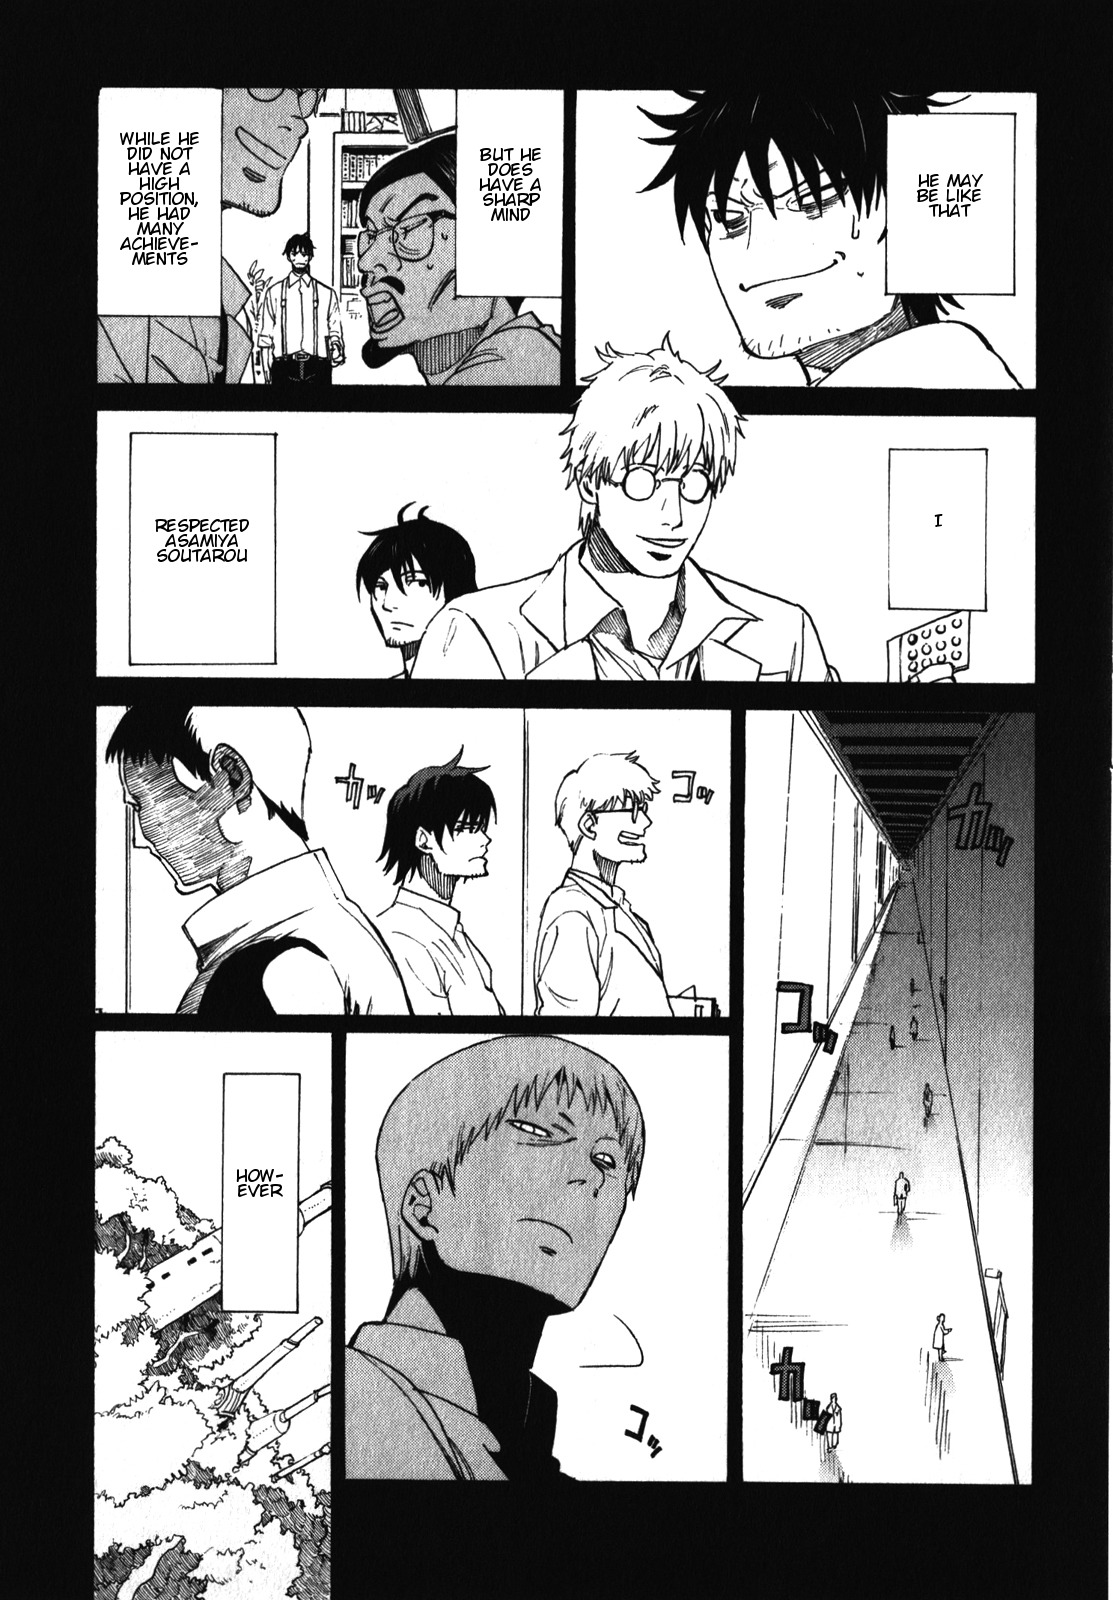 HE MAY
BE LIKE
THAT
BUT HE
DOES
HAVE A
SHARP
MIND
WHILE HE
DID NOT
HAVE A
HIGH
POSITION,
HE HAD
MANY
ACHIEVE-
MENTS
I
RESPECTED
ASAMIYA
SOUTAROU
カッ
コッ
カッ
コッ
カッ
コッ
HOW-
EVER